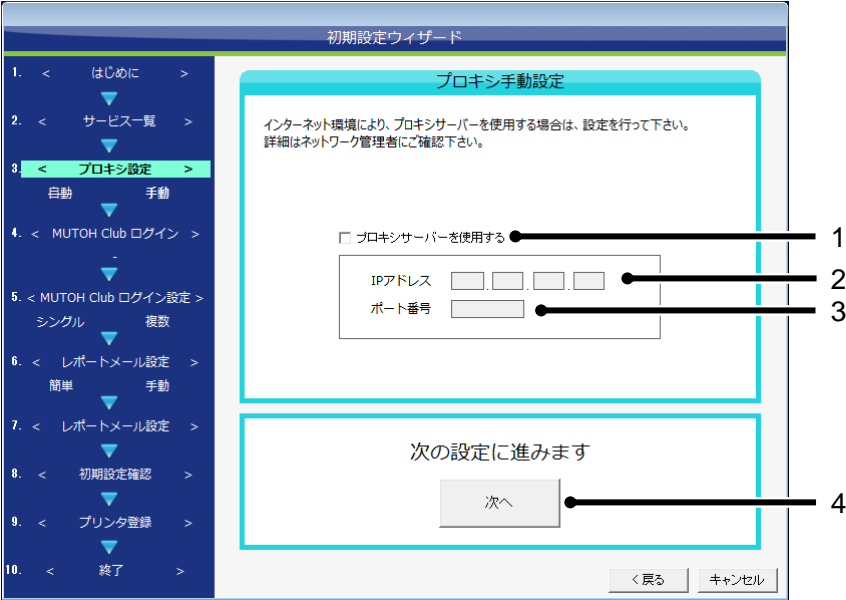 初期設定ウィザード
1. < はじめに >
2. < サービス一覧 >
3. < プロキシ設定 >
自動 手動
4. < MUTOH Club ログイン >
-
5. < MUTOH Club ログイン設定 >
シングル 複数
6. < レポートメール設定 >
簡単 手動
7. < レポートメール設定 >
8. < 初期設定確認 >
9. < プリンタ登録 >
10. < 終了 >
プロキシ手動設定
インターネット環境により、プロキシサーバーを使用する場合は、設定を行って下さい。
詳細はネットワーク管理者にご確認下さい。
プロキシサーバーを使用する 1
IPアドレス . . . 2
ポート番号 3
次の設定に進みます
次へ 4
<戻る キャンセル